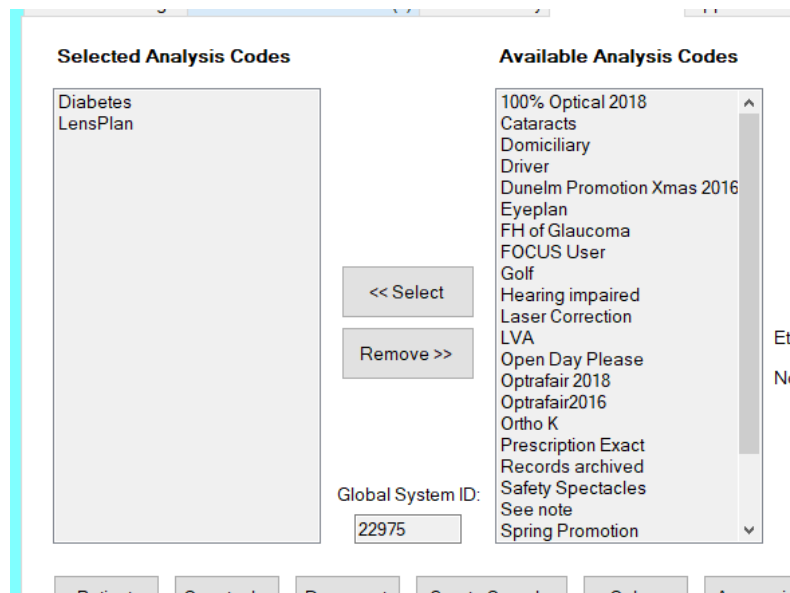 Selected Analysis Codes
Available Analysis Codes
Diabetes
LensPlan
100% Optical 2018
Cataracts
Domiciliary
Driver
Dunelm Promotion Xmas 2016
Eyeplan
FH of Glaucoma
FOCUS User
Golf
Hearing impaired
Laser Correction
LVA
Open Day Please
Optrafair 2018
Optrafair2016
Ortho K
Prescription Exact
Records archived
Safety Spectacles
See note
Spring Promotion
<< Select
Remove >>
Global System ID:
22975